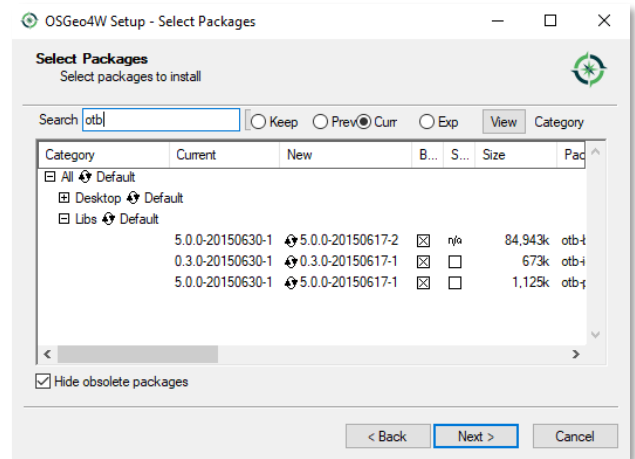 OSGeo4W Setup - Select Packages
Select Packages
Select packages to install
Search otb Keep Prev Curr Exp View Category
Category Current New B... S... Size Pac
All Default
Desktop Default
Libs Default
5.0.0-20150630-1 5.0.0-20150617-2 n/a 84,943k otb-b
0.3.0-20150630-1 0.3.0-20150617-1 673k otb-i
5.0.0-20150630-1 5.0.0-20150617-1 1,125k otb-p
Hide obsolete packages
< Back Next > Cancel